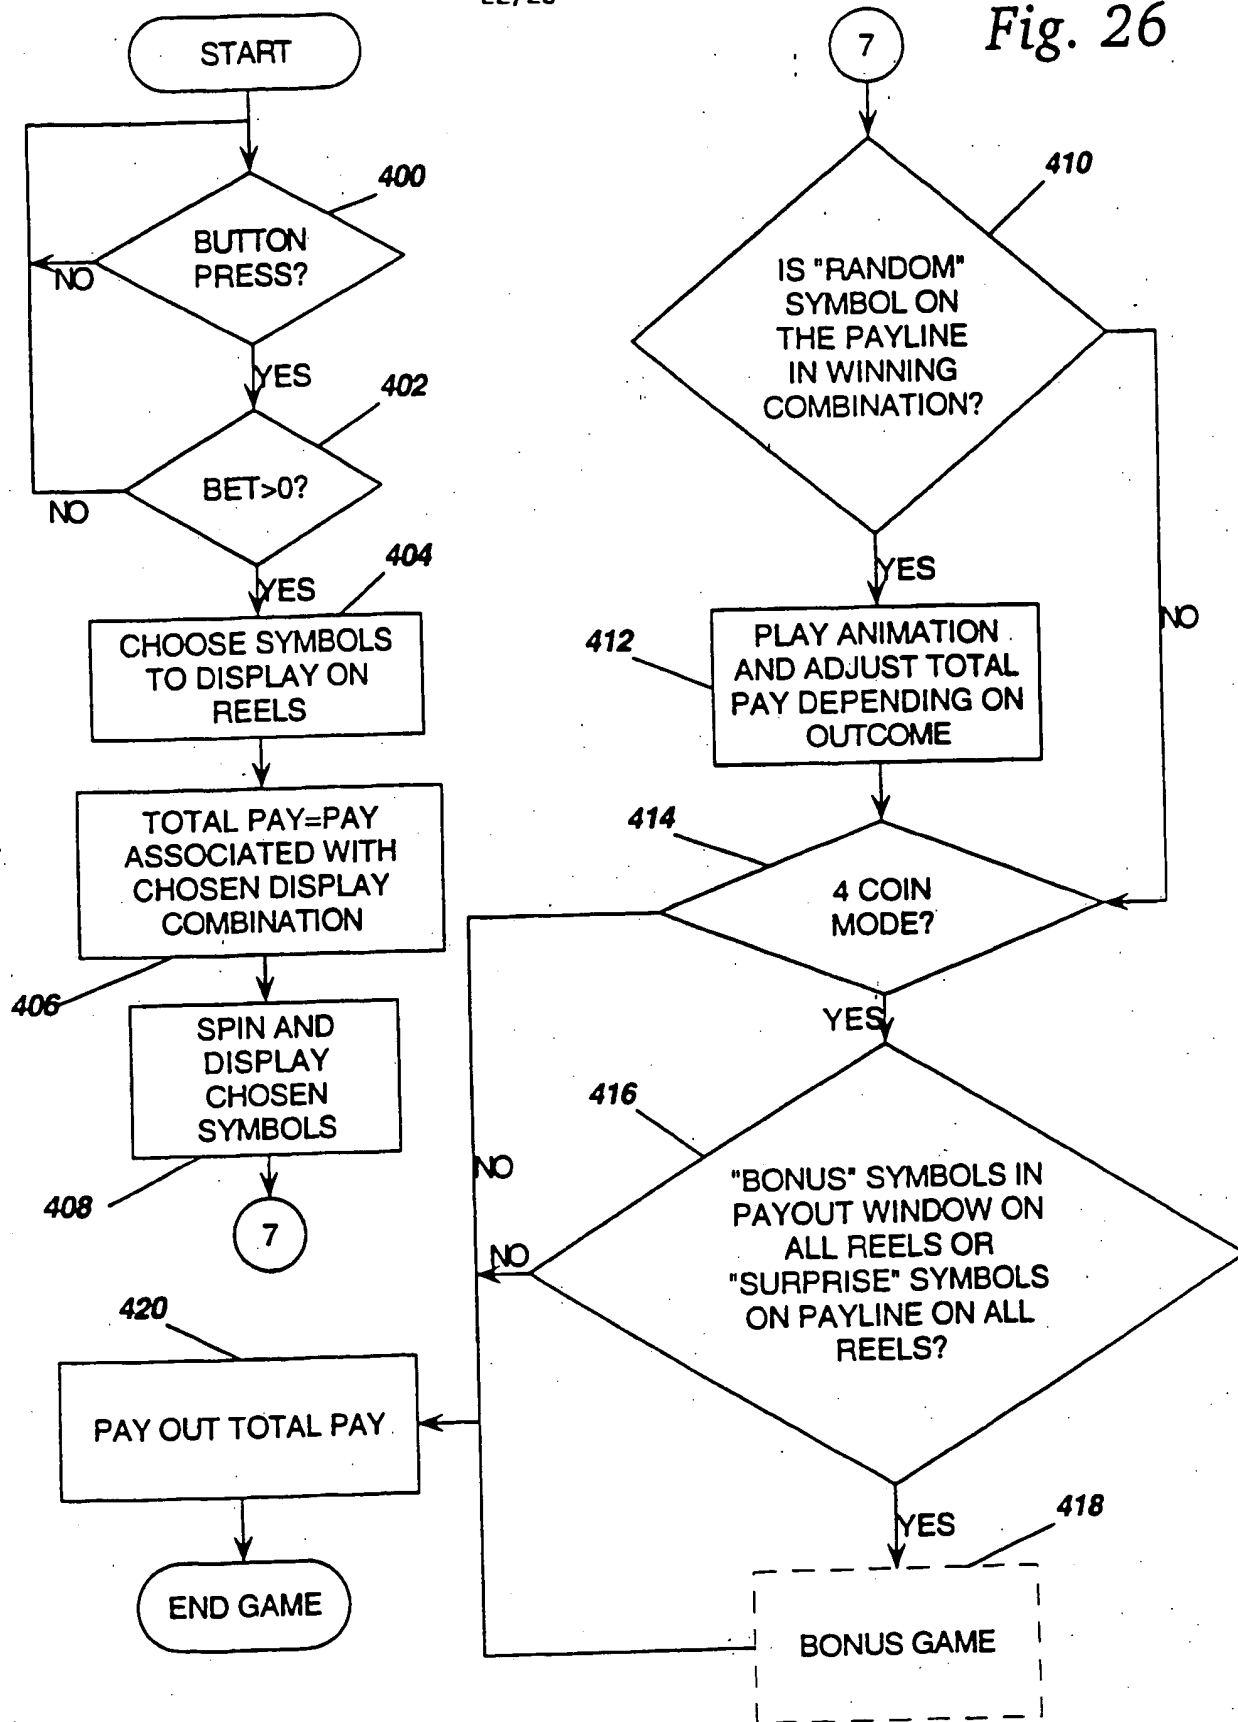 Fig. 26
START
400
BUTTON
PRESS?
NO
YES
402
BET>0?
NO
YES
404
CHOOSE SYMBOLS
TO DISPLAY ON
REELS
TOTAL PAY=PAY
ASSOCIATED WITH
CHOSEN DISPLAY
COMBINATION
406
SPIN AND
DISPLAY
CHOSEN
SYMBOLS
408
7
420
PAY OUT TOTAL PAY
END GAME
7
410
IS "RANDOM"
SYMBOL ON
THE PAYLINE
IN WINNING
COMBINATION?
YES
NO
412
PLAY ANIMATION
AND ADJUST TOTAL
PAY DEPENDING ON
OUTCOME
414
4 COIN
MODE?
YES
NO
416
"BONUS" SYMBOLS IN
PAYOUT WINDOW ON
ALL REELS OR
"SURPRISE" SYMBOLS
ON PAYLINE ON ALL
REELS?
NO
YES
418
BONUS GAME